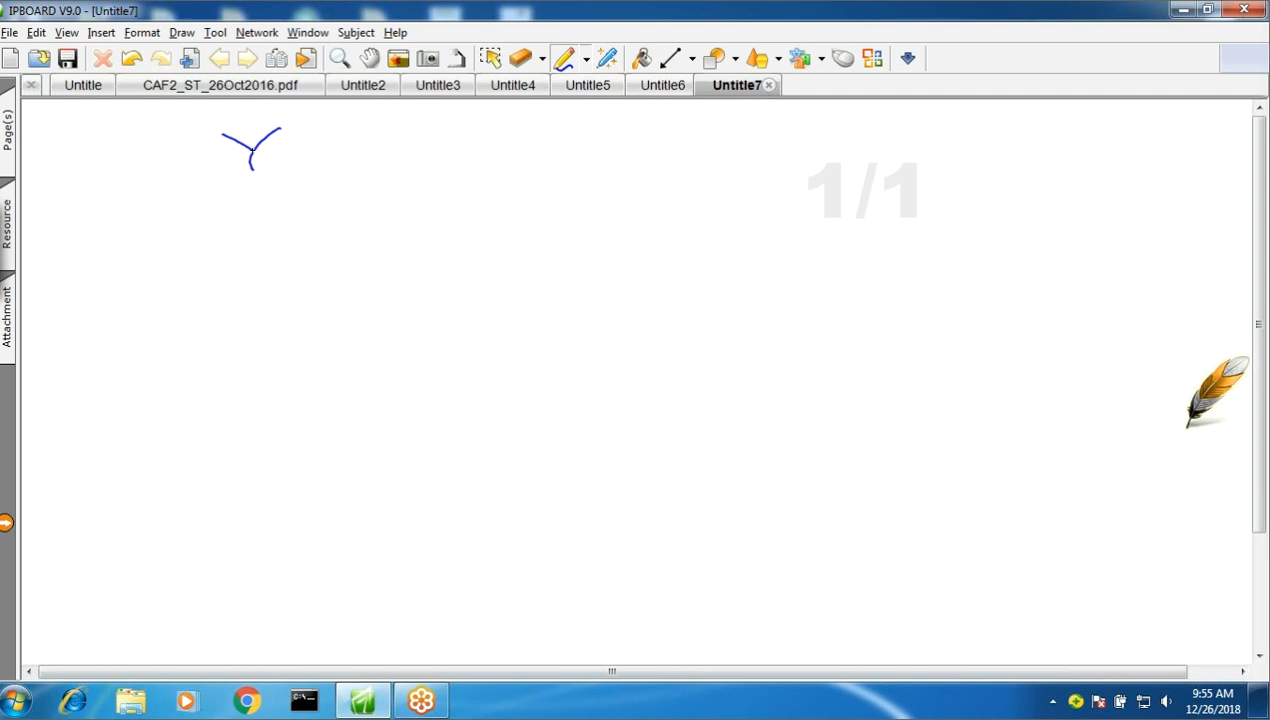 IPBOARD V9.0 - [Untitle7]
File Edit View Insert Format Draw Tool Network Window Subject Help
Untitle CAF2_ST_26Oct2016.pdf Untitle2 Untitle3 Untitle4 Untitle5 Untitle6 Untitle7
Page(s)
Resource
Attachment
Y
1/1
9:55 AM
12/26/2018